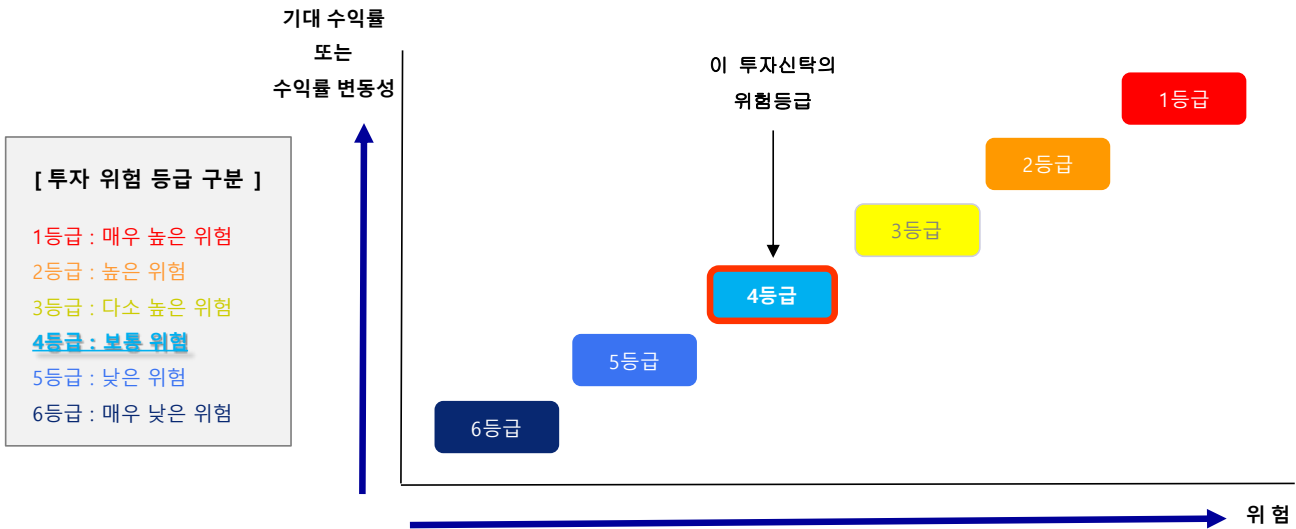 기대 수익률
또는
수익률 변동성
이 투자신탁의
위험등급
1등급
2등급
3등급
4등급
5등급
6등급
[ 투자 위험 등급 구분 ]
1등급 : 매우 높은 위험
2등급 : 높은 위험
3등급 : 다소 높은 위험
4등급 : 보통 위험
5등급 : 낮은 위험
6등급 : 매우 낮은 위험
위 험